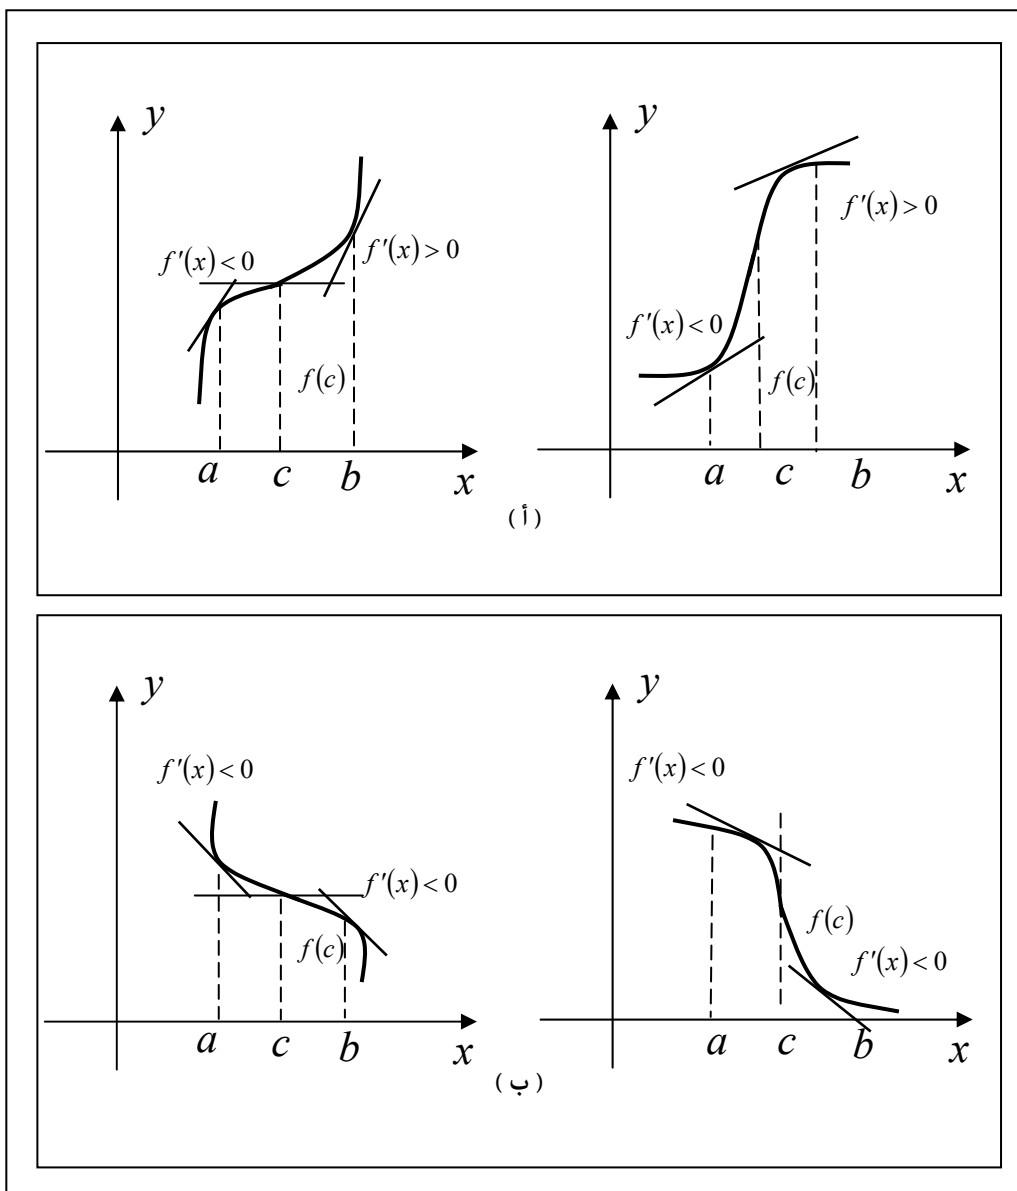 y
f'(x)<0
f'(x)>0
f(c)
a c b x
y
f'(x)>0
f'(x)<0
f(c)
a c b x
(أ)
y
f'(x)<0
f'(x)<0
f(c)
a c b x
y
f'(x)<0
f(c)
f'(x)<0
a c b x
(ب)